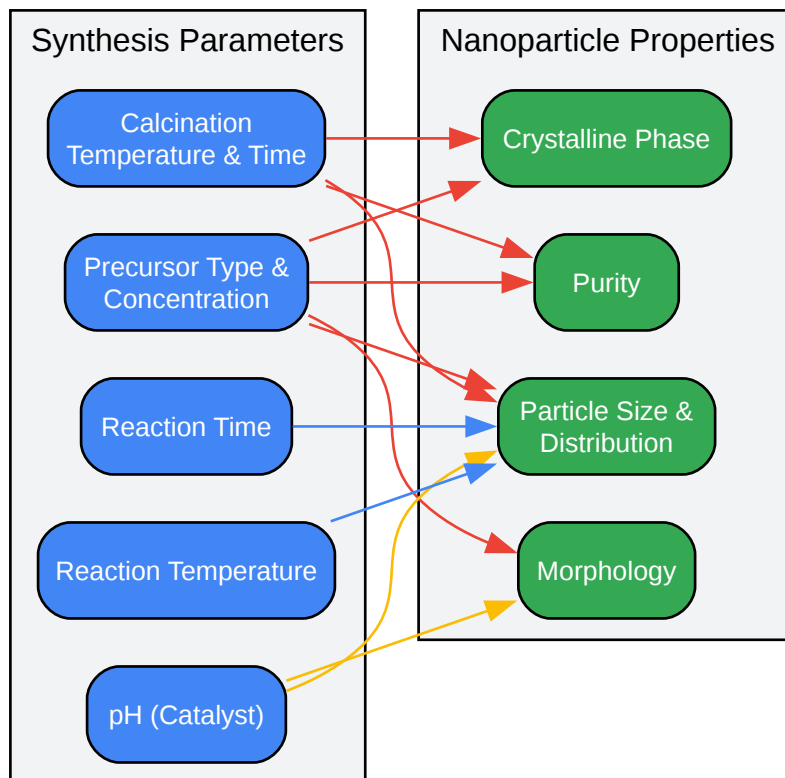 Synthesis Parameters
Calcination
Temperature & Time
Precursor Type &
Concentration
Reaction Time
Reaction Temperature
pH (Catalyst)
Nanoparticle Properties
Crystalline Phase
Purity
Particle Size &
Distribution
Morphology